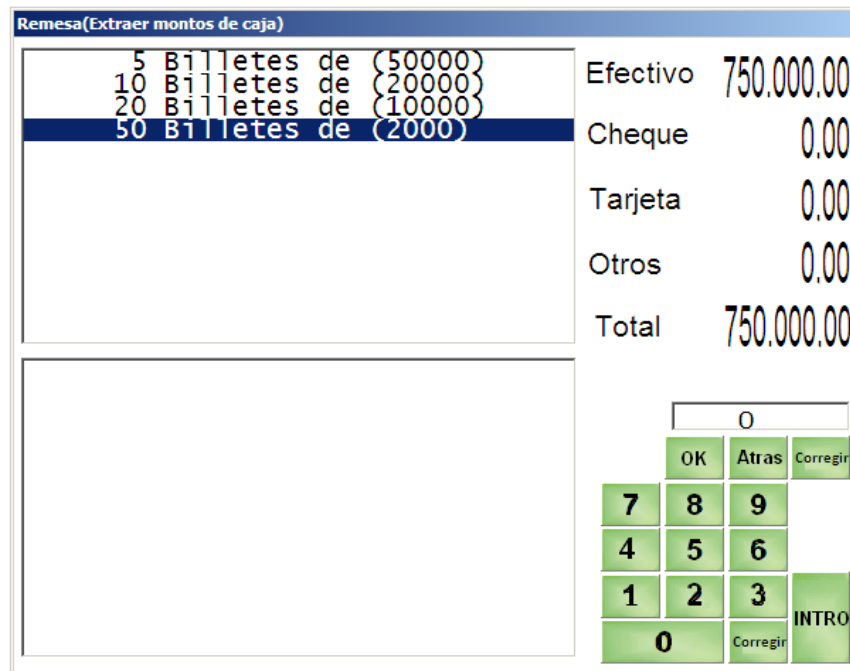 Remesa(Extraer montos de caja)
5 Billetes de (50000)
10 Billetes de (20000)
20 Billetes de (10000)
50 Billetes de (2000)
Efectivo 750.000.00
Cheque 0.00
Tarjeta 0.00
Otros 0.00
Total 750.000.00
0
OK Atras Corregir
7 8 9
4 5 6
1 2 3
INTRO
0 Corregir